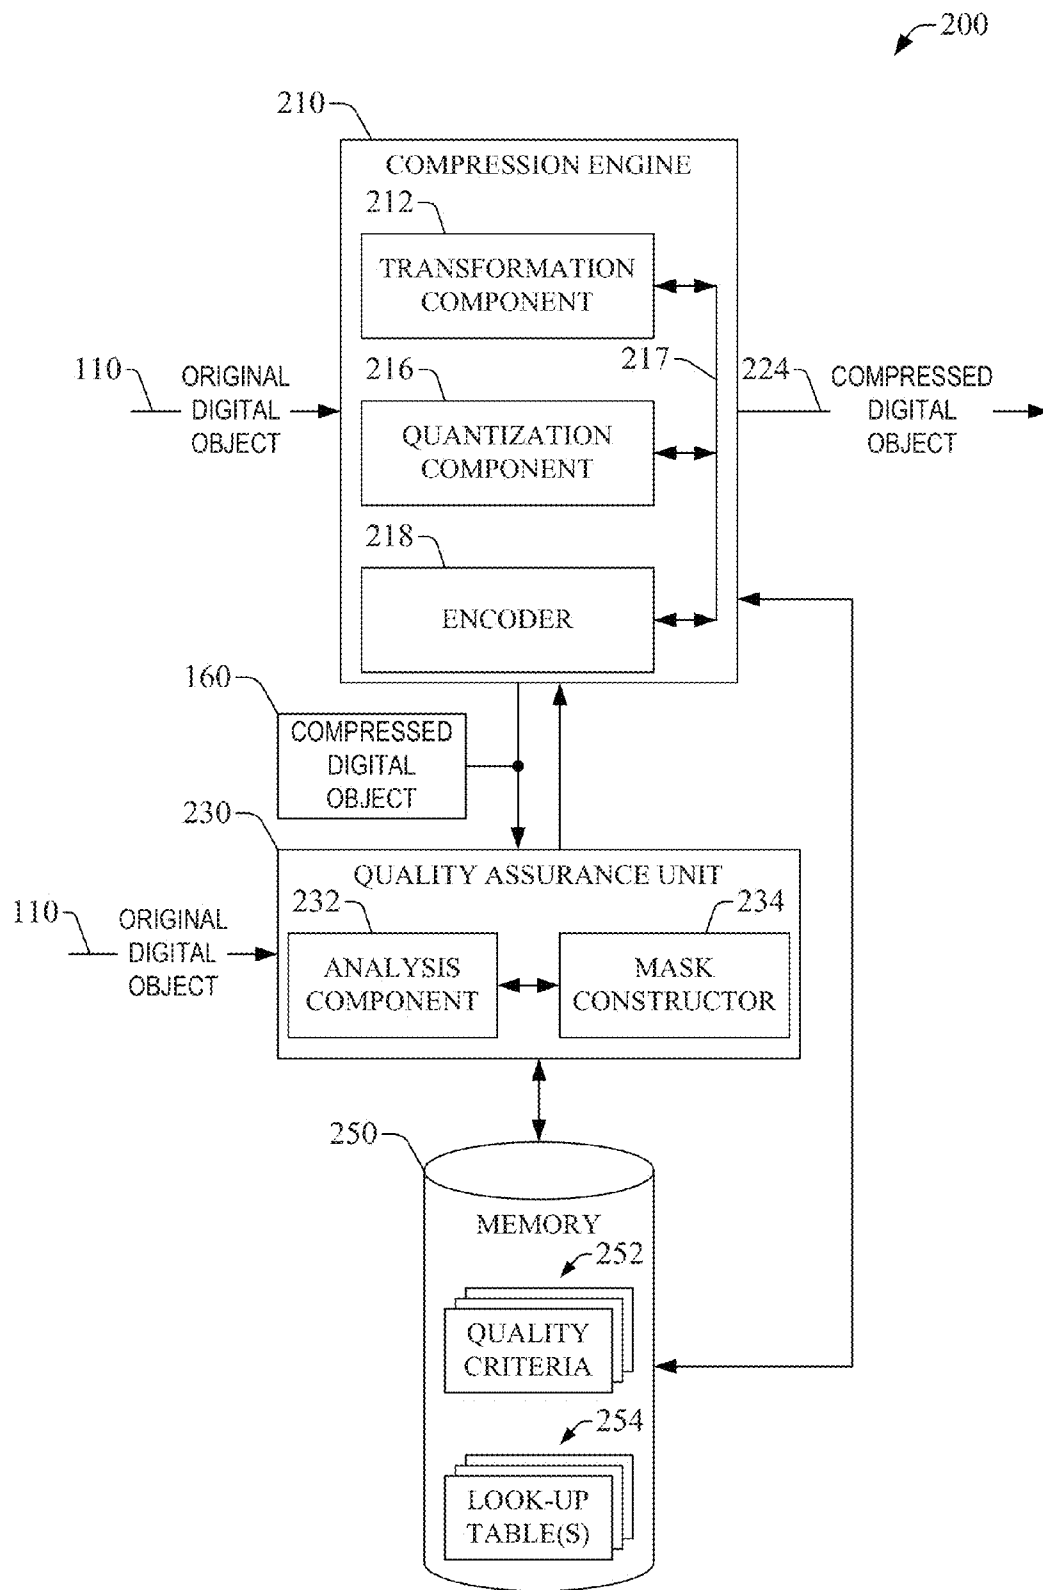 200
210
COMPRESSION ENGINE
212
TRANSFORMATION
COMPONENT
110
ORIGINAL
DIGITAL
OBJECT
216
217
224
COMPRESSED
DIGITAL
OBJECT
QUANTIZATION
COMPONENT
218
ENCODER
160
COMPRESSED
DIGITAL
OBJECT
230
QUALITY ASSURANCE UNIT
110
ORIGINAL
DIGITAL
OBJECT
232
234
ANALYSIS
COMPONENT
MASK
CONSTRUCTOR
250
MEMORY
252
QUALITY
CRITERIA
254
LOOK-UP
TABLE(S)